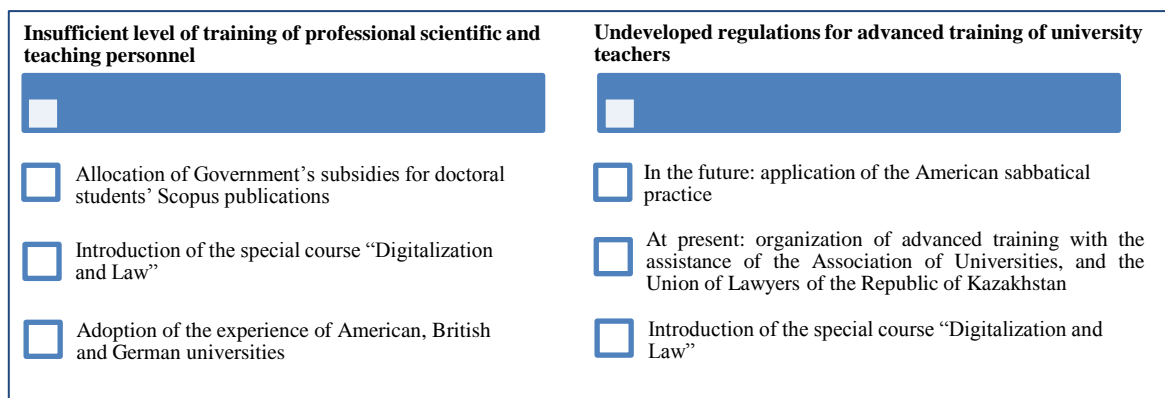 Insufficient level of training of professional scientific and
teaching personnel
Allocation of Government’s subsidies for doctoral
students’ Scopus publications
Introduction of the special course “Digitalization
and Law”
Adoption of the experience of American, British
and German universities
Undeveloped regulations for advanced training of university
teachers
In the future: application of the American sabbatical
practice
At present: organization of advanced training with the
assistance of the Association of Universities, and the
Union of Lawyers of the Republic of Kazakhstan
Introduction of the special course “Digitalization and
Law”